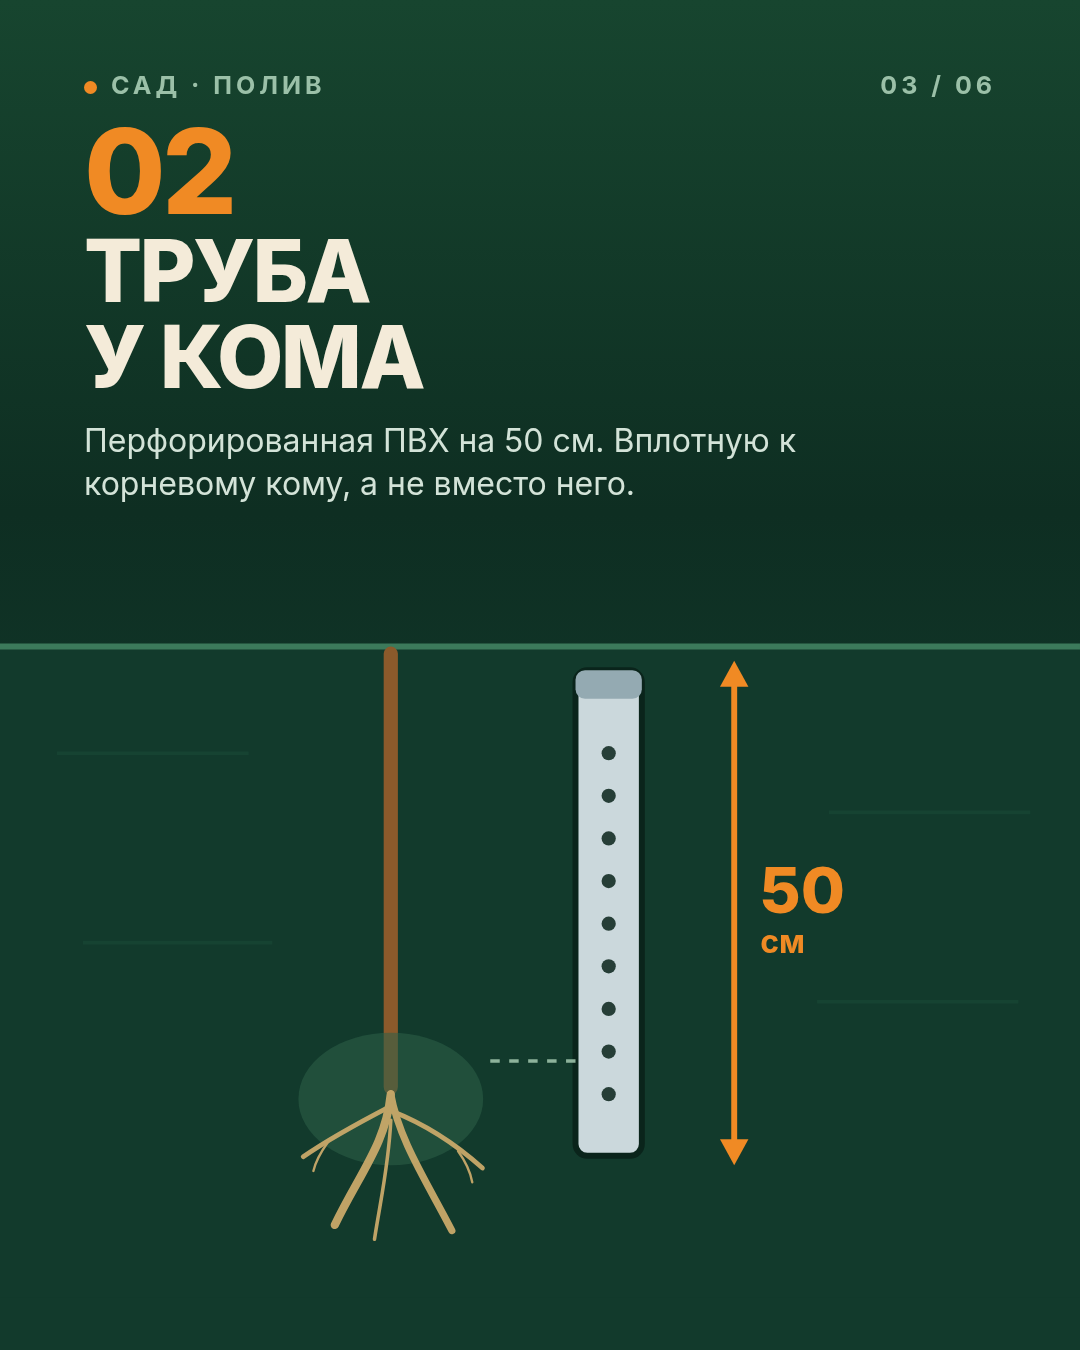 САД · ПОЛИВ
03 / 06
02
ТРУБА
У КОМА
Перфорированная ПВХ на 50 см. Вплотную к
корневому кому, а не вместо него.
50
см